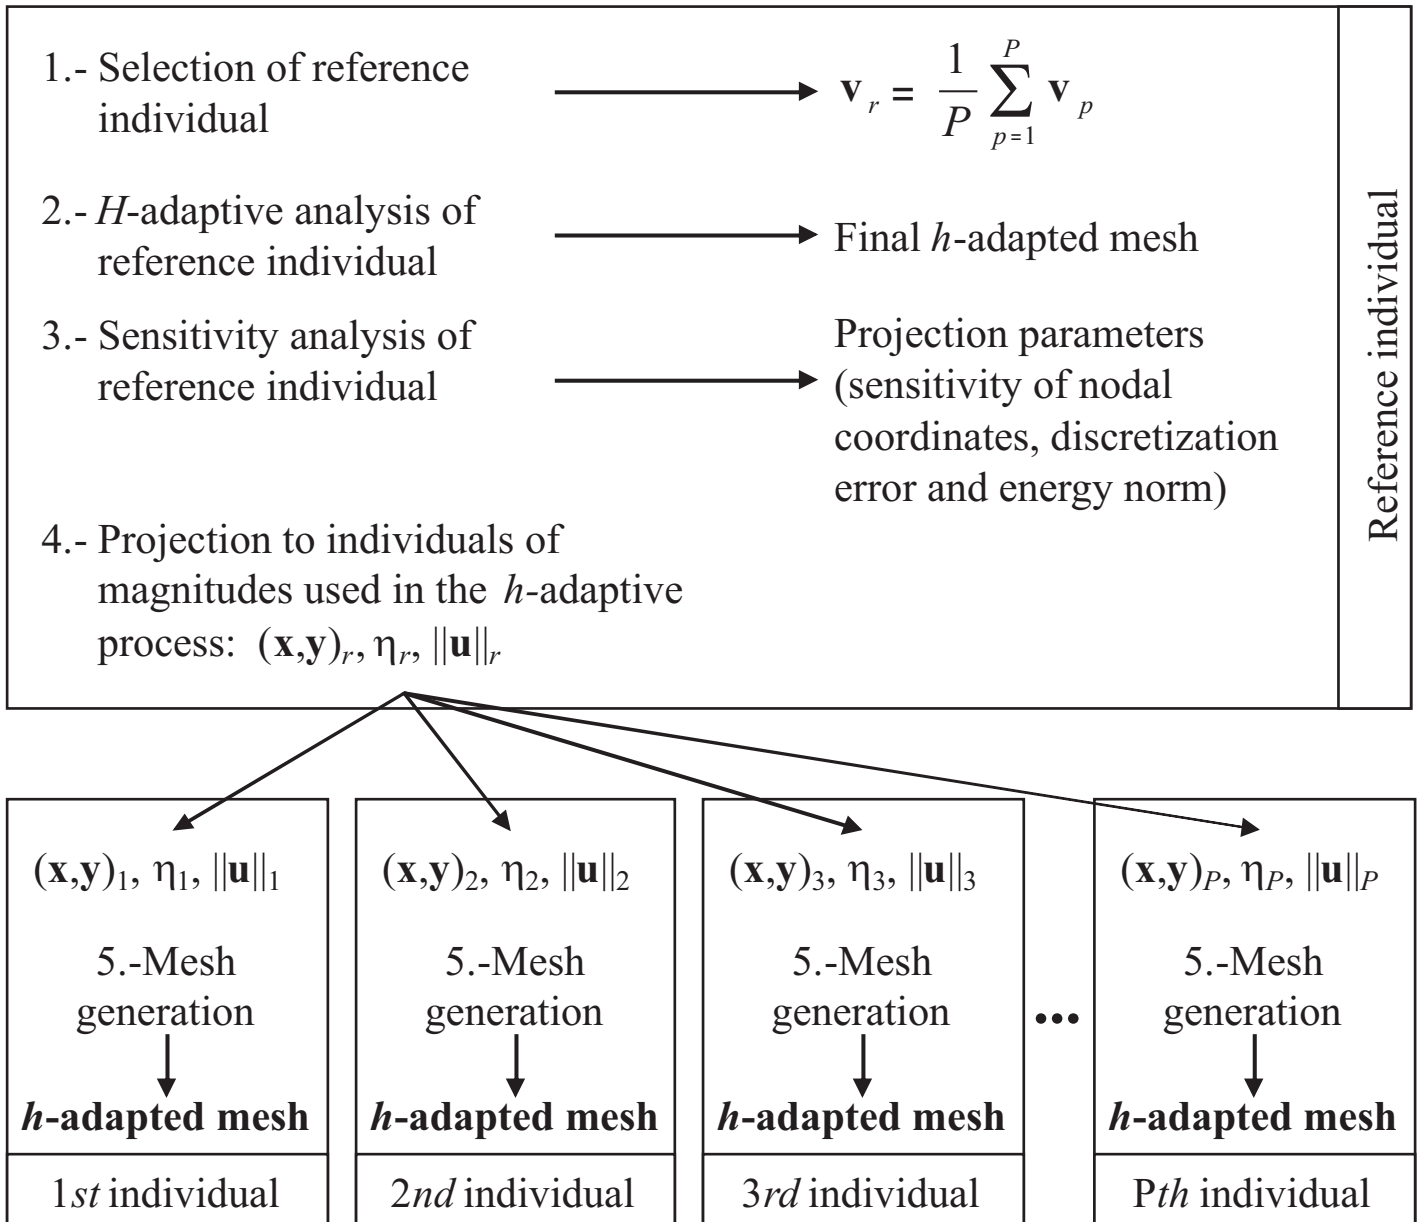 1.- Selection of reference
individual
v_r = 1/P ∑_{p=1}^{P} v_p
2.- H-adaptive analysis of
reference individual
Final h-adapted mesh
3.- Sensitivity analysis of
reference individual
Projection parameters
(sensitivity of nodal
coordinates, discretization
error and energy norm)
4.- Projection to individuals of
magnitudes used in the h-adaptive
process: (x,y)_r, η_r, ||u||_r
Reference individual
(x,y)_1, η_1, ||u||_1
5.-Mesh
generation
h-adapted mesh
1st individual
(x,y)_2, η_2, ||u||_2
5.-Mesh
generation
h-adapted mesh
2nd individual
(x,y)_3, η_3, ||u||_3
5.-Mesh
generation
h-adapted mesh
3rd individual
•••
(x,y)_P, η_P, ||u||_P
5.-Mesh
generation
h-adapted mesh
Pth individual